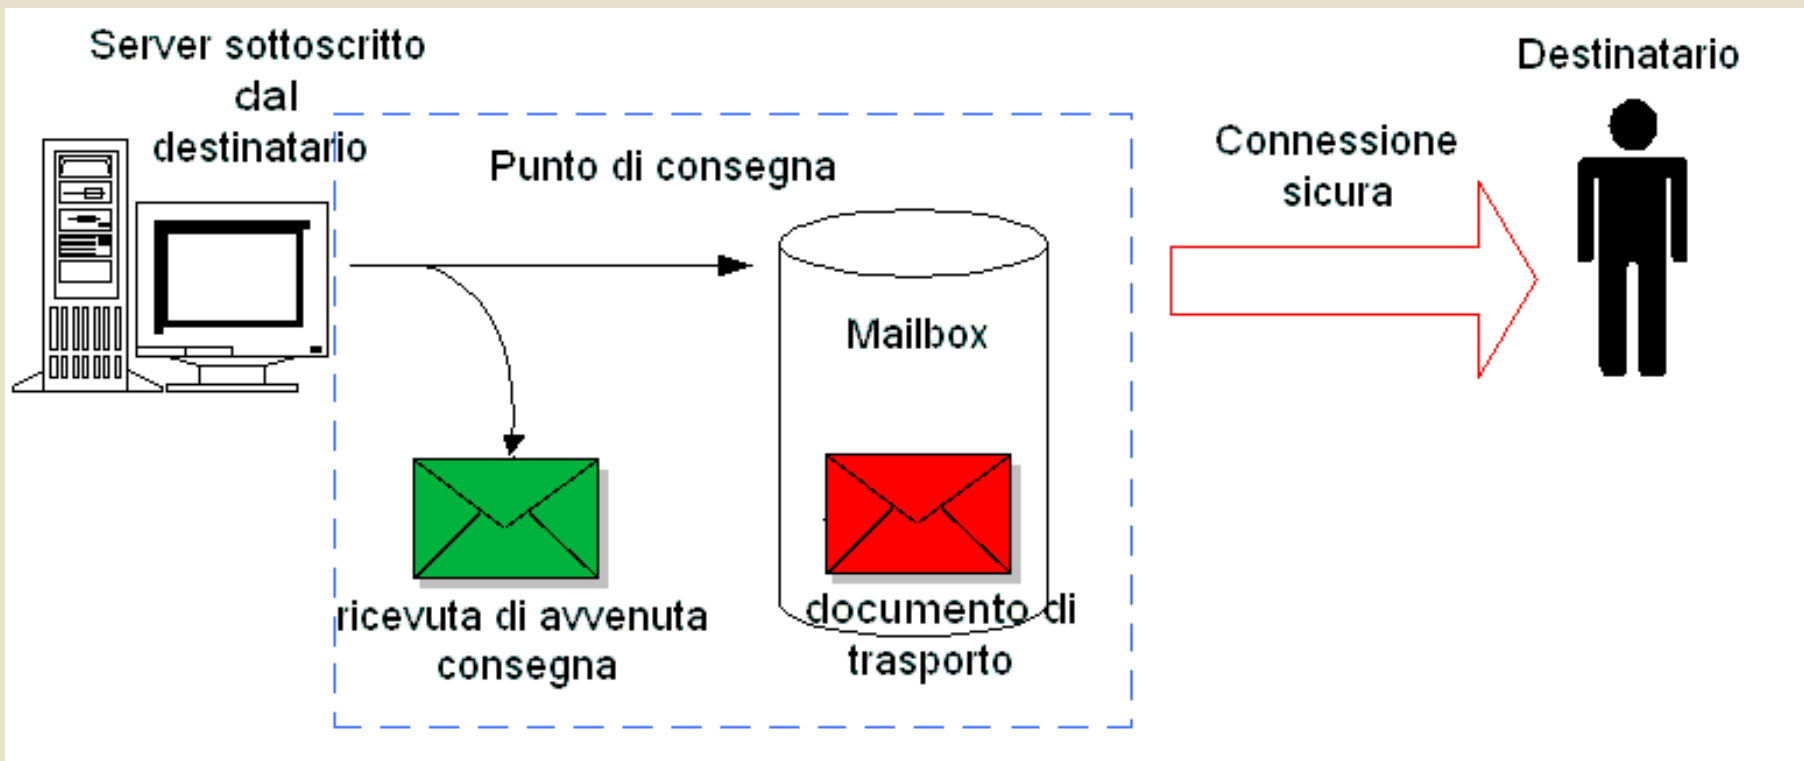 Server sottoscritto
dal
destinatario
Punto di consegna
Connessione
sicura
Destinatario
Mailbox
ricevuta di avvenuta
consegna
documento di
trasporto